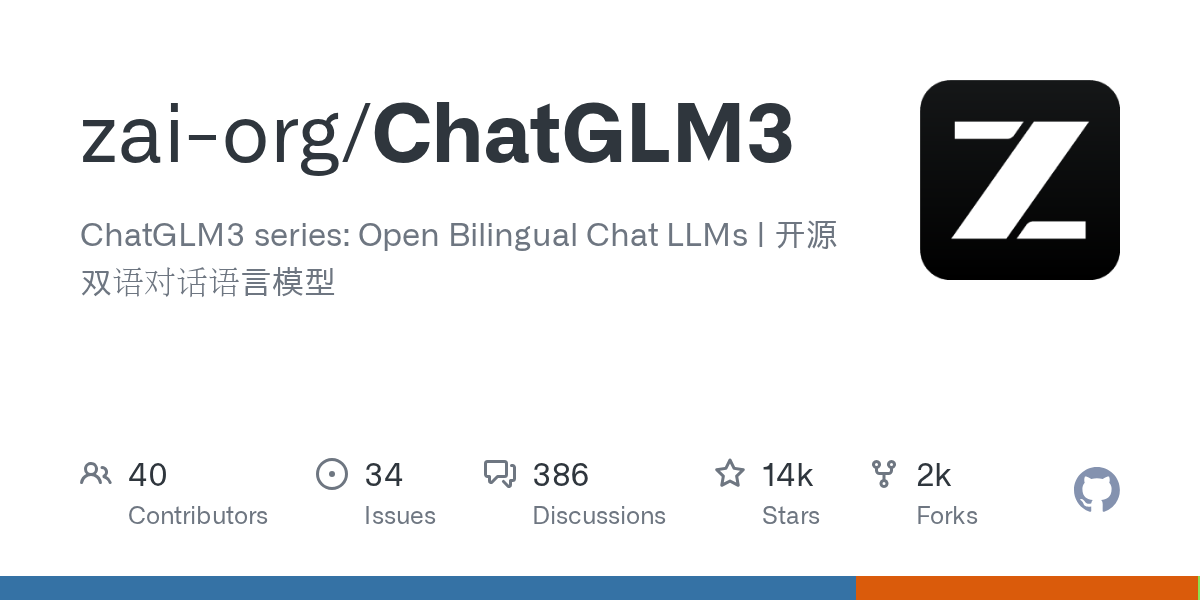 zai-org/ChatGLM3
ChatGLM3 series: Open Bilingual Chat LLMs | 开源
双语对话语言模型
40
Contributors
34
Issues
386
Discussions
14k
Stars
2k
Forks